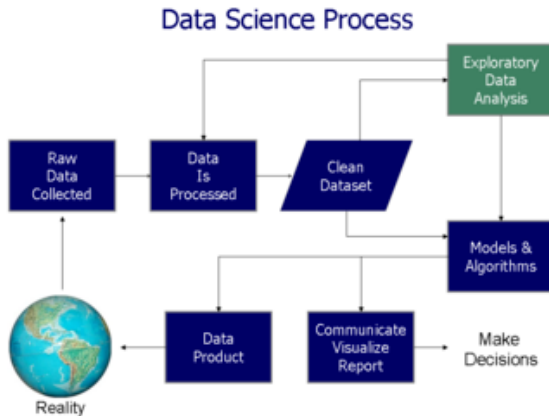 Data Science Process
Exploratory
Data
Analysis
Raw
Data
Collected
Data
Is
Processed
Clean
Dataset
Models &
Algorithms
Data
Product
Communicate
Visualize
Report
Make
Decisions
Reality